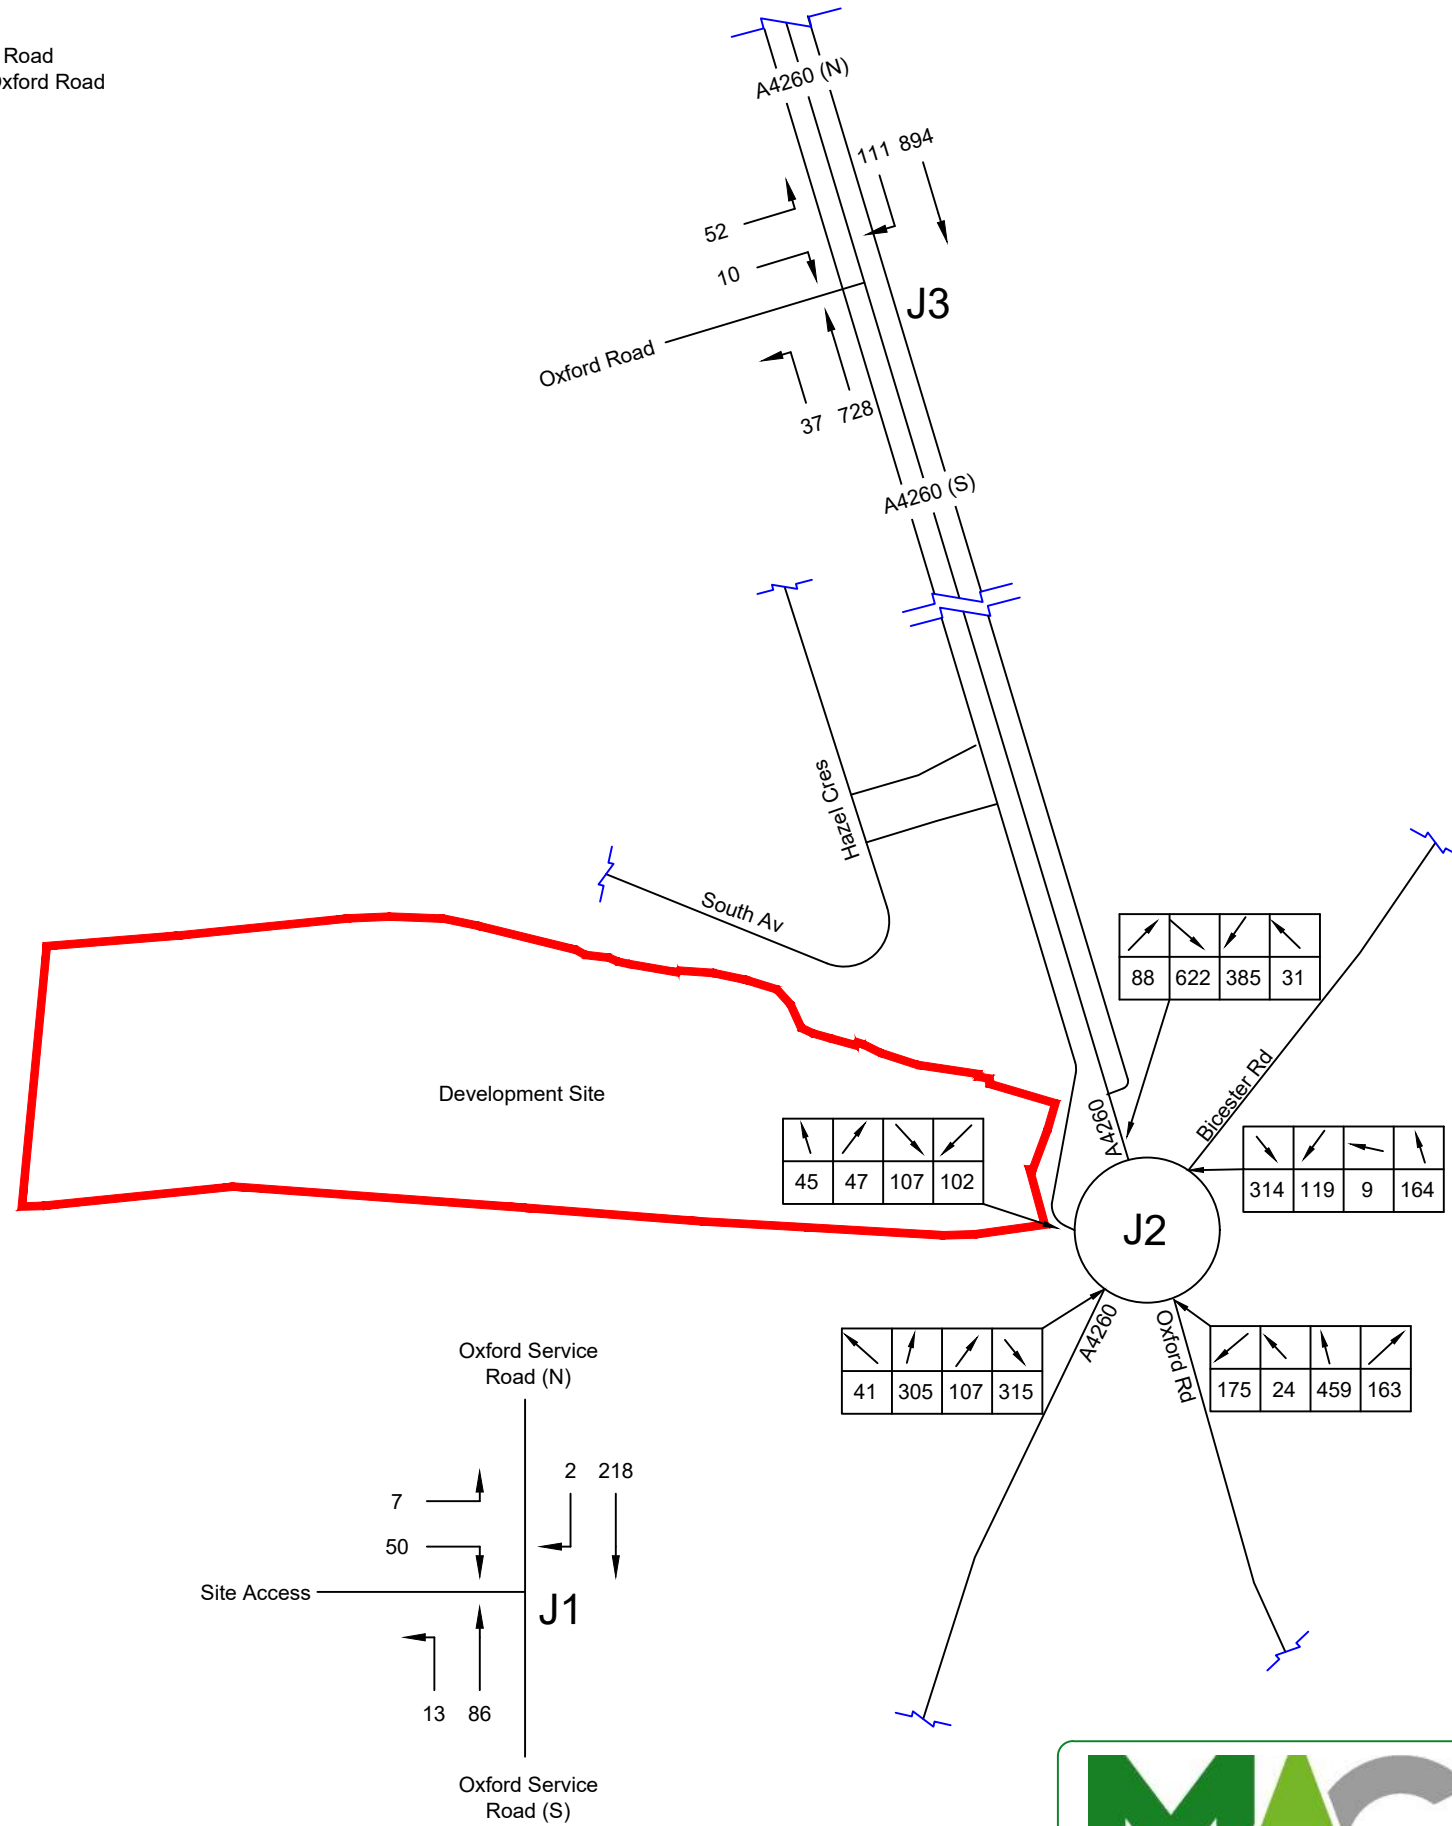 Road
Oxford Road
A4260 (N)
111 894
52
10
J3
Oxford Road
37 728
A4260 (S)
Hazel Cres
South Av
88 622 385 31
Bicester Rd
Development Site
A4260
45 47 107 102
314 119 9 164
J2
A4260
Oxford Rd
41 305 107 315
175 24 459 163
Oxford Service
Road (N)
2 218
7
50
Site Access
J1
13 86
Oxford Service
Road (S)
MAC